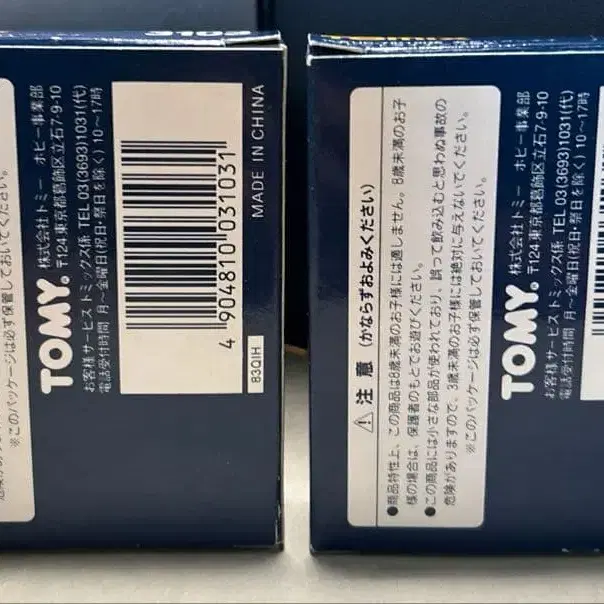 険がありますので、
※このパッケージは必ず保管しておいてください。
TOMY®
株式会社トミー ホビー事業部
〒124 東京都葛飾区立石7-9-10
お客様サービス トミックス係 TEL 03(3693)1031(代)
電話受付時間 月〜金曜日(祝日・祭日を除く)10〜17時
4 904810 031031
83QIH
MADE IN CHINA
⚠注意(かならずおよみください)
●商品特性上、この商品は8歳未満のお子様には適しません。8歳未満のお子
様の場合は、保護者のもとでお遊びください。
●この商品には小さな部品が使われており、誤って飲み込むと思わぬ事故の
危険がありますので、3歳未満のお子様には絶対に与えないでください。
※このパッケージは必ず保管しておいてください。
TOMY®
株式会社トミー ホビー事業部
〒124 東京都葛飾区立石7-9-10
お客様サービス トミックス係 TEL 03(3693)1031(代)
電話受付時間 月〜金曜日(祝日・祭日を除く)10〜17時